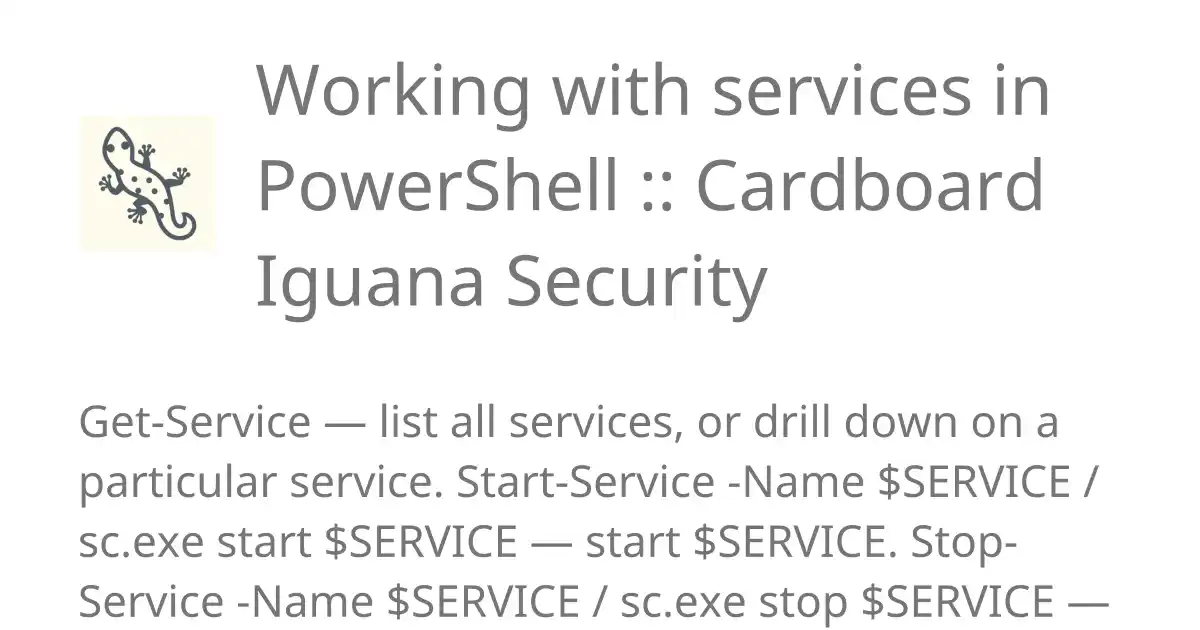 Working with services in
PowerShell :: Cardboard
Iguana Security
Get-Service — list all services, or drill down on a
particular service. Start-Service -Name $SERVICE /
sc.exe start $SERVICE — start $SERVICE. Stop-
Service -Name $SERVICE / sc.exe stop $SERVICE —